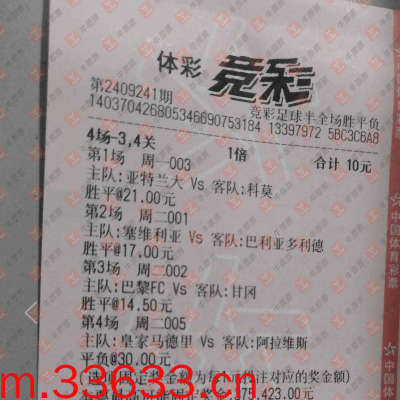 体彩 竞彩
第2409241期 竞彩足球半全场胜平负
140370426805346690753184 13397972 5BC3C6A8
4场-3,4关 1倍 合计 10元
第1场 周一003
主队:亚特兰大 Vs 客队:科莫
胜平@21.00元
第2场 周二001
主队:塞维利亚 Vs 客队:巴利亚多利德
胜平@17.00元
第3场 周二002
主队:巴黎FC Vs 客队:甘冈
胜平@14.50元
第4场 周二005
主队:皇家马德里 Vs 客队:阿拉维斯
平负@30.00元
m.33633.cn
中国体育彩票